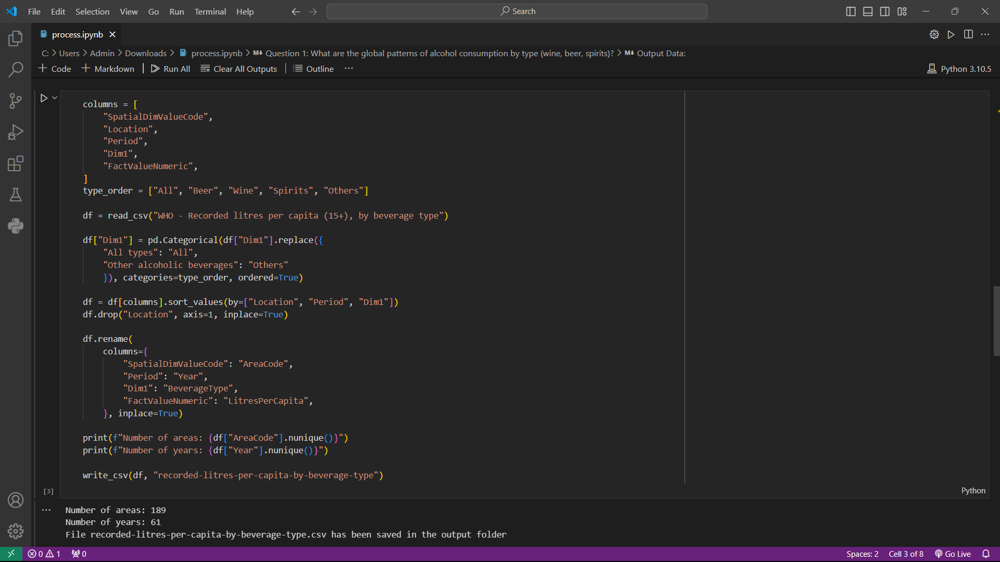 File Edit Selection View Go Run Terminal Help Search
process.ipynb
C: Users Admin Downloads process.ipynb M↓ Question 1: What are the global patterns of alcohol consumption by type (wine, beer, spirits)? M↓ Output Data:
Code Markdown Run All Clear All Outputs Outline ... Python 3.10.5
columns = [
"SpatialDimValueCode",
"Location",
"Period",
"Dim1",
"FactValueNumeric",
]
type_order = ["All", "Beer", "Wine", "Spirits", "Others"]
df = read_csv("WHO - Recorded litres per capita (15+), by beverage type")
df["Dim1"] = pd.Categorical(df["Dim1"].replace({
"All types": "All",
"Other alcoholic beverages": "Others"
}), categories=type_order, ordered=True)
df = df[columns].sort_values(by=["Location", "Period", "Dim1"])
df.drop("Location", axis=1, inplace=True)
df.rename(
columns={
"SpatialDimValueCode": "AreaCode",
"Period": "Year",
"Dim1": "BeverageType",
"FactValueNumeric": "LitresPerCapita",
}, inplace=True)
print(f"Number of areas: {df["AreaCode"].nunique()}")
print(f"Number of years: {df["Year"].nunique()}")
write_csv(df, "recorded-litres-per-capita-by-beverage-type")
[3] Python
... Number of areas: 189
Number of years: 61
File recorded-litres-per-capita-by-beverage-type.csv has been saved in the output folder
0 1 0 Spaces: 2 Cell 3 of 8 Go Live